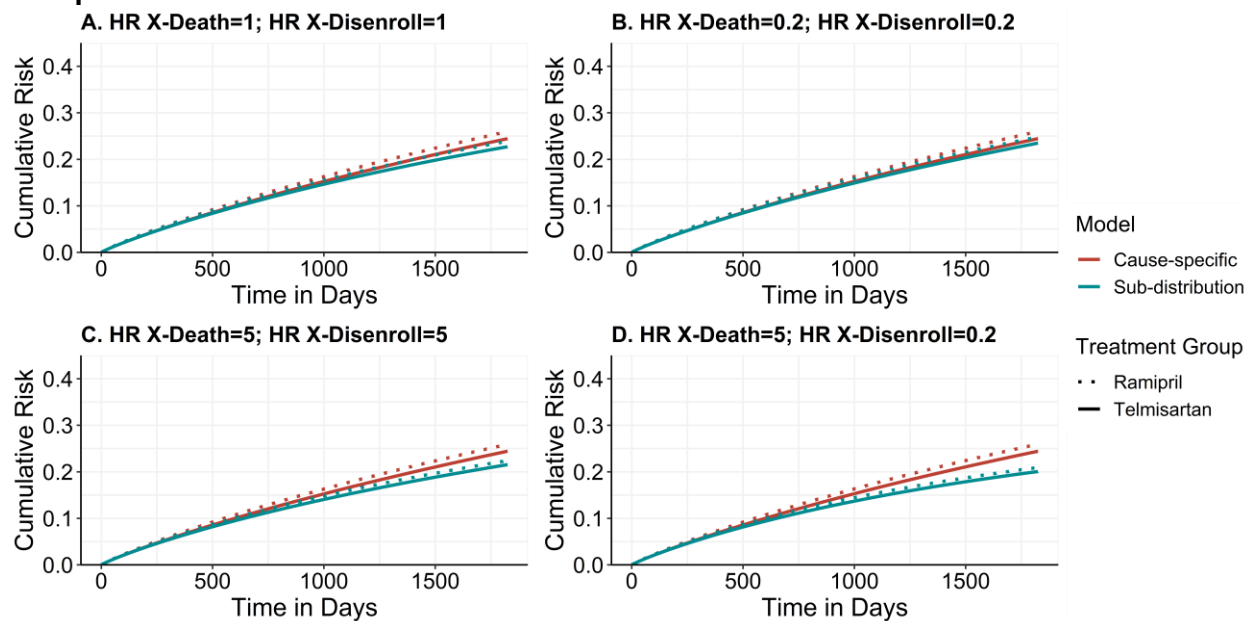 A. HR X-Death=1; HR X-Disenroll=1
Cumulative Risk
0.4
0.3
0.2
0.1
0.0
0 500 1000 1500
Time in Days
B. HR X-Death=0.2; HR X-Disenroll=0.2
Cumulative Risk
0.4
0.3
0.2
0.1
0.0
0 500 1000 1500
Time in Days
C. HR X-Death=5; HR X-Disenroll=5
Cumulative Risk
0.4
0.3
0.2
0.1
0.0
0 500 1000 1500
Time in Days
D. HR X-Death=5; HR X-Disenroll=0.2
Cumulative Risk
0.4
0.3
0.2
0.1
0.0
0 500 1000 1500
Time in Days
Model
Cause-specific
Sub-distribution
Treatment Group
Ramipril
Telmisartan